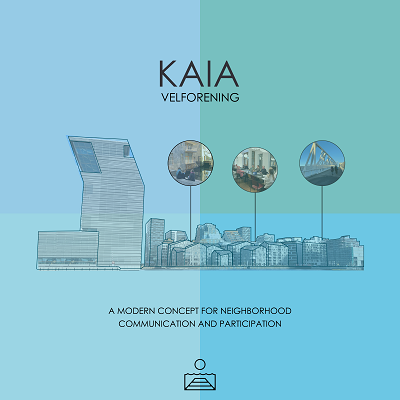 KAIA
VELFORENING
A MODERN CONCEPT FOR NEIGHBORHOOD
COMMUNICATION AND PARTICIPATION